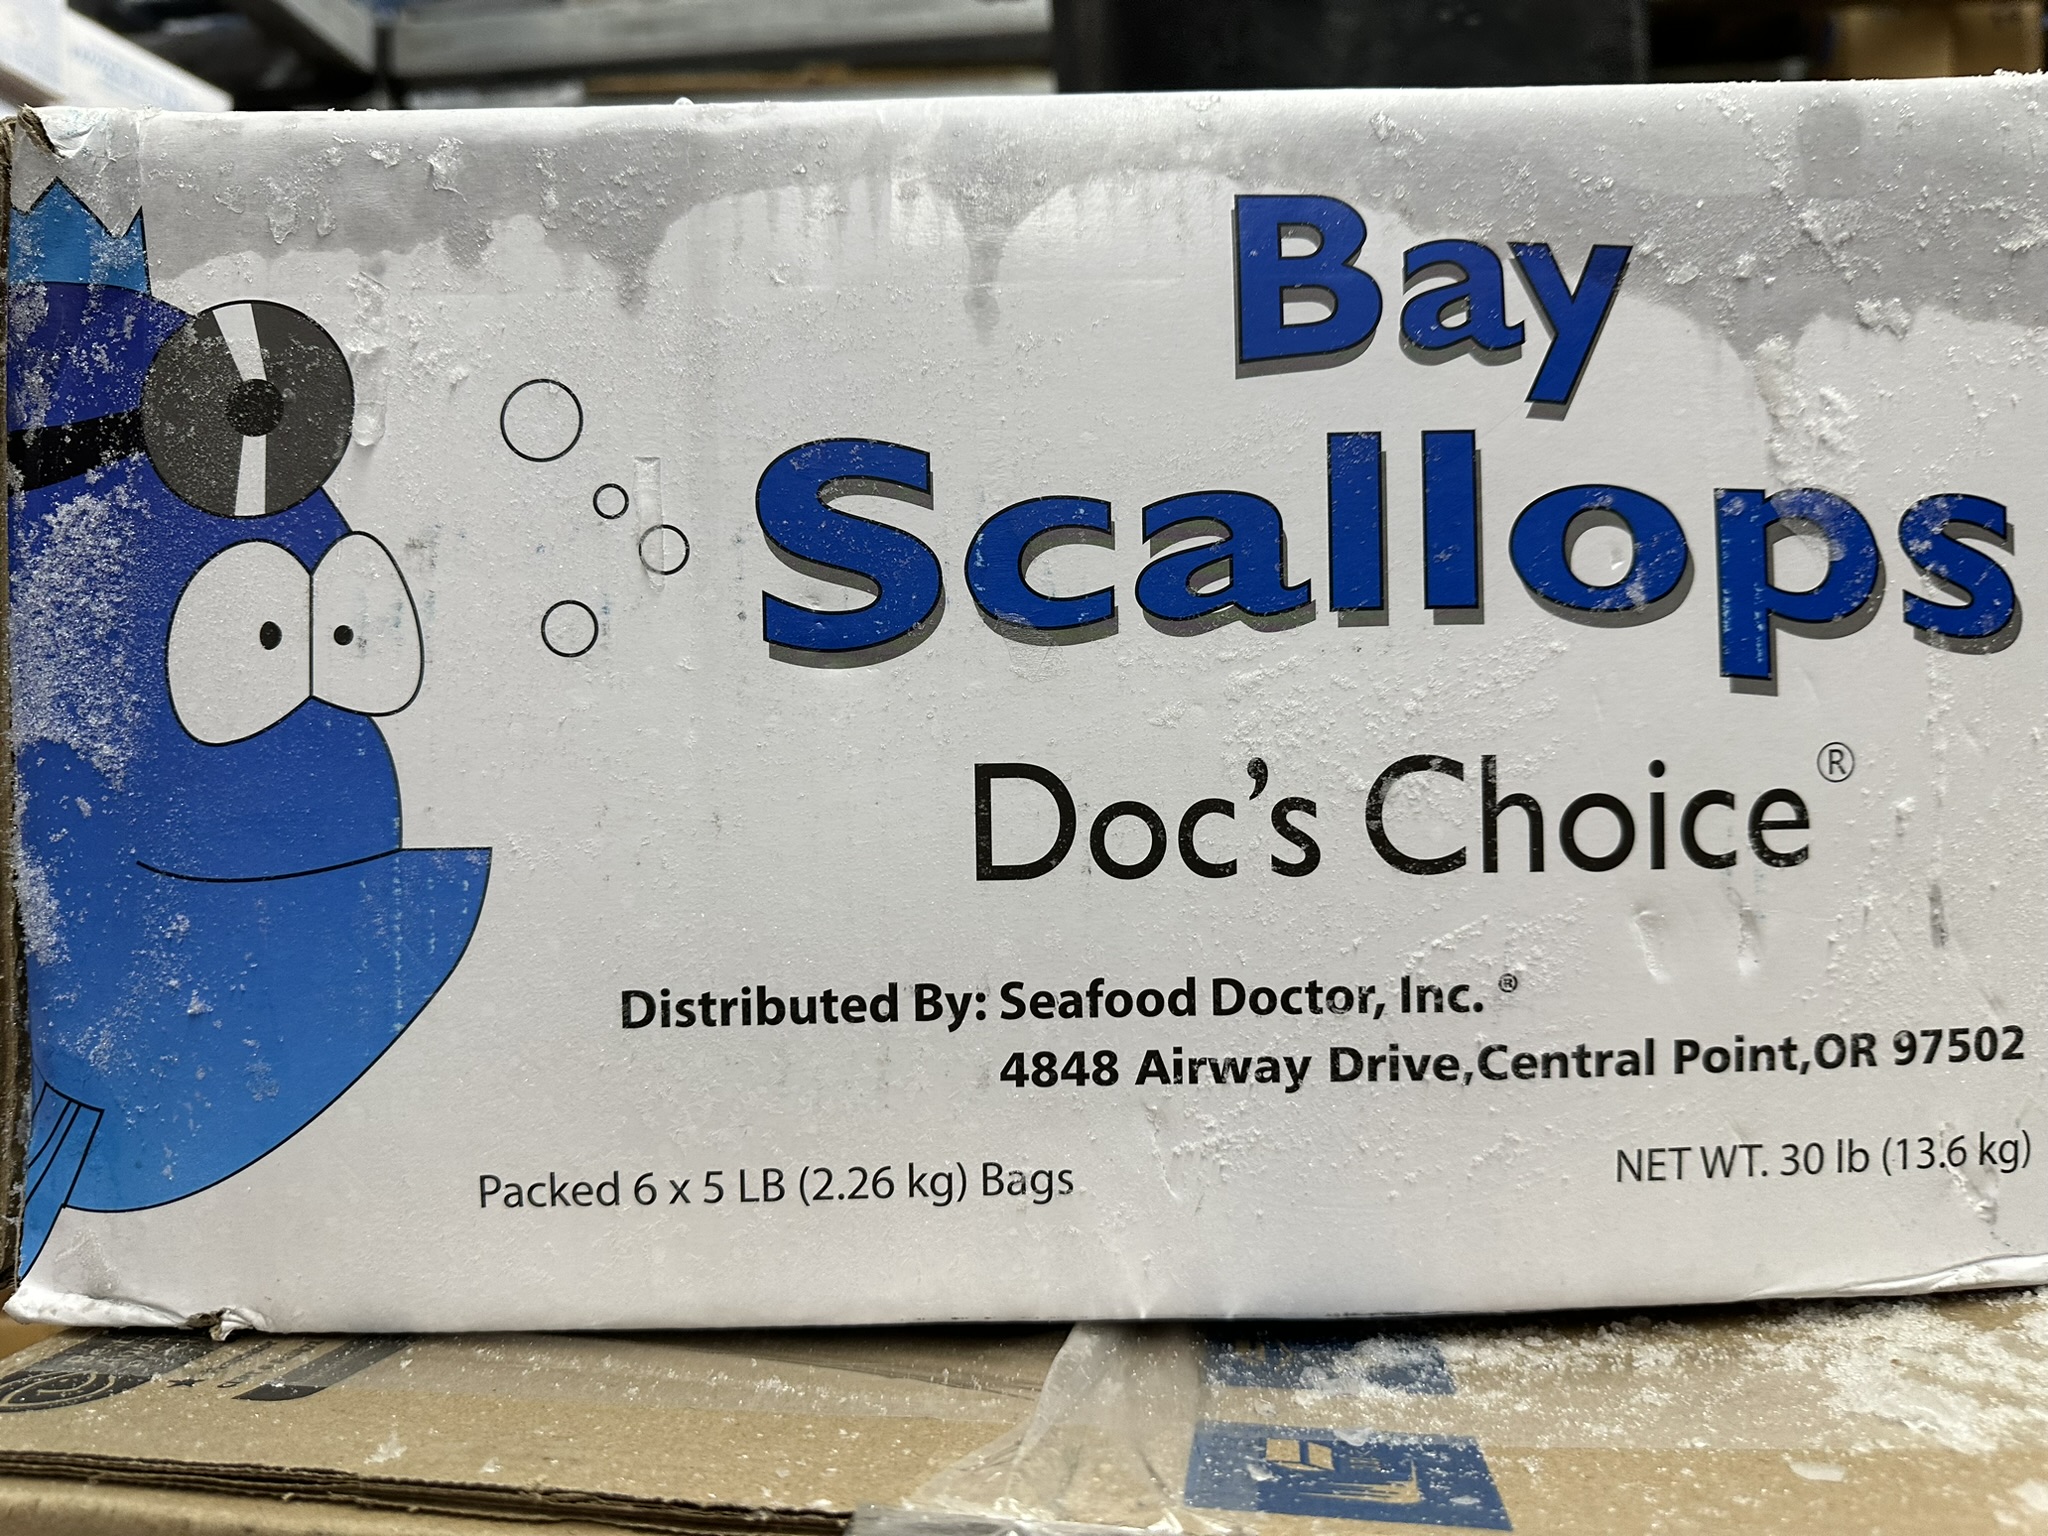 Bay
Scallops
Doc's Choice®
Distributed By: Seafood Doctor, Inc.®
4848 Airway Drive,Central Point,OR 97502
Packed 6 x 5 LB (2.26 kg) Bags
NET WT. 30 lb (13.6 kg)